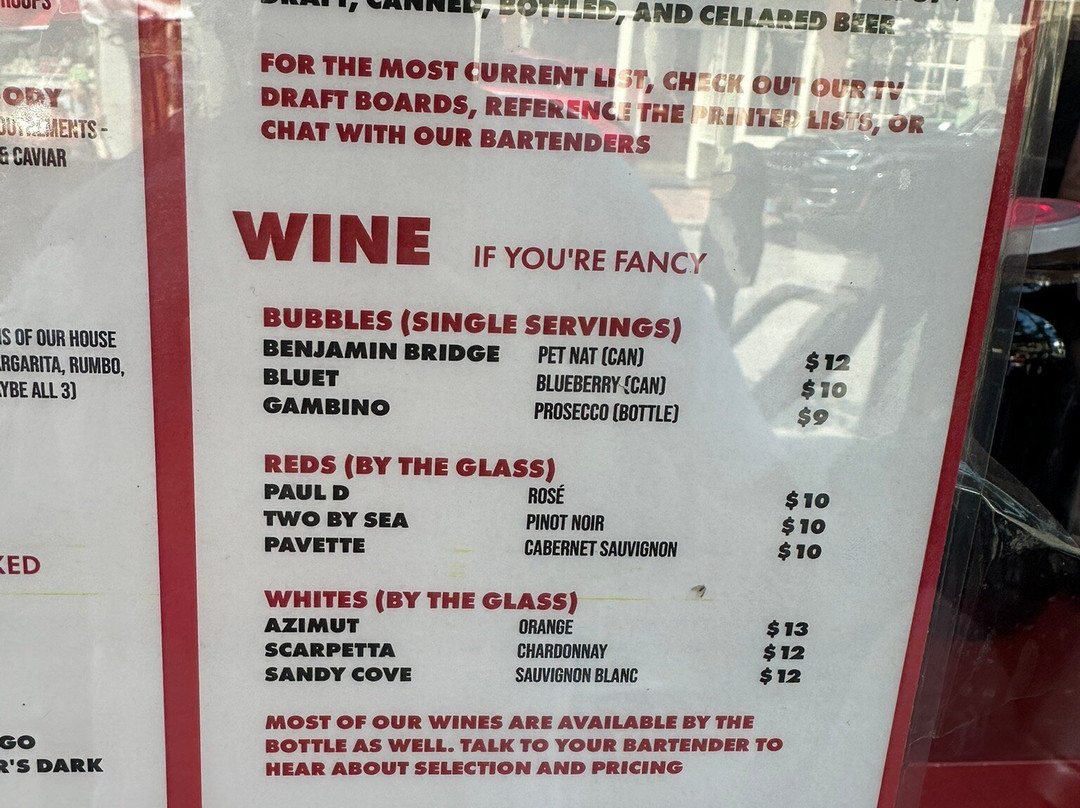 DRAFT, CANNED, BOTTLED, AND CELLARED BEER
FOR THE MOST CURRENT LIST, CHECK OUT OUR TV
DRAFT BOARDS, REFERENCE THE PRINTED LISTS, OR
CHAT WITH OUR BARTENDERS
& CAVIAR
WINE IF YOU'RE FANCY
BUBBLES (SINGLE SERVINGS)
BENJAMIN BRIDGE PET NAT (CAN) $12
BLUET BLUEBERRY (CAN) $10
GAMBINO PROSECCO (BOTTLE) $9
OF OUR HOUSE
RUMBO,
ALL 3)
REDS (BY THE GLASS)
PAUL D ROSÉ $10
TWO BY SEA PINOT NOIR $10
PAVETTE CABERNET SAUVIGNON $10
WHITES (BY THE GLASS)
AZIMUT ORANGE $13
SCARPETTA CHARDONNAY $12
SANDY COVE SAUVIGNON BLANC $12
MOST OF OUR WINES ARE AVAILABLE BY THE
BOTTLE AS WELL. TALK TO YOUR BARTENDER TO
HEAR ABOUT SELECTION AND PRICING
DARK